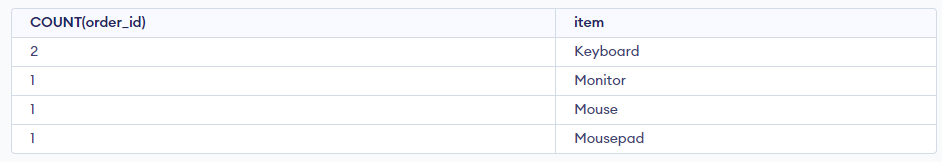 COUNT(order_id) item
2 Keyboard
1 Monitor
1 Mouse
1 Mousepad